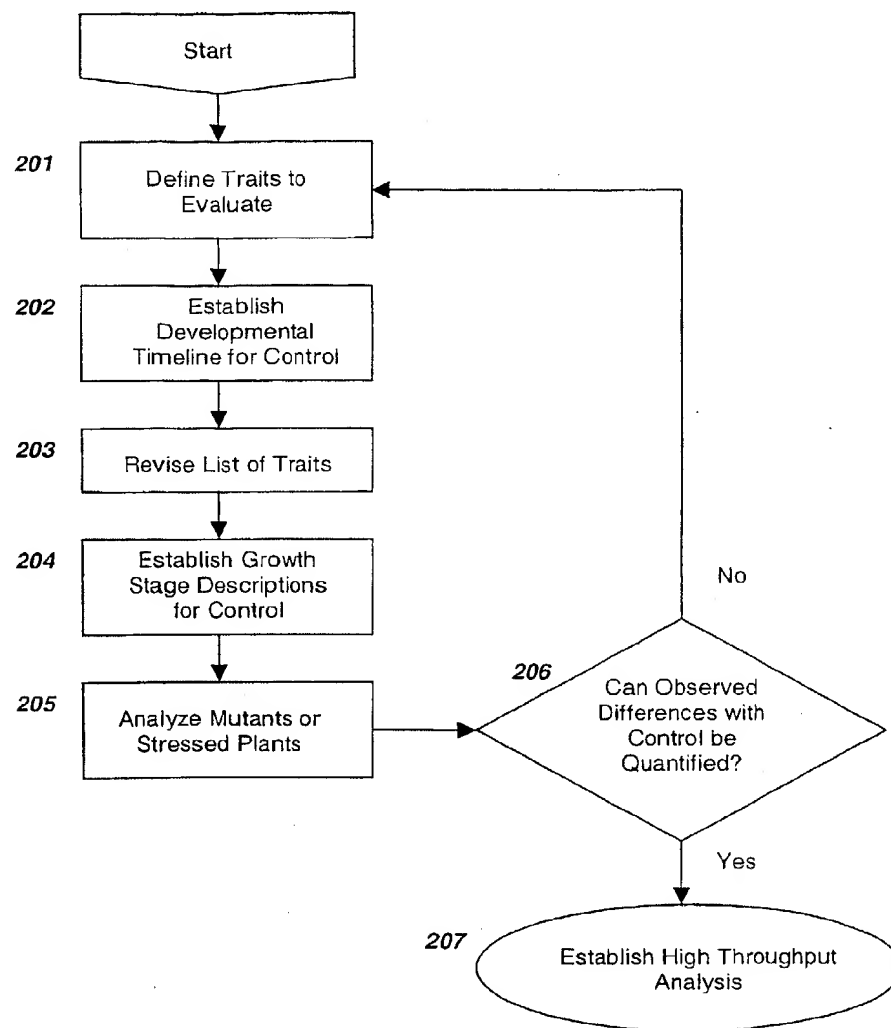 Start
201
Define Traits to
Evaluate
202
Establish
Developmental
Timeline for Control
203
Revise List of Traits
204
Establish Growth
Stage Descriptions
for Control
205
Analyze Mutants or
Stressed Plants
206
Can Observed
Differences with
Control be
Quantified?
No
Yes
207
Establish High Throughput
Analysis